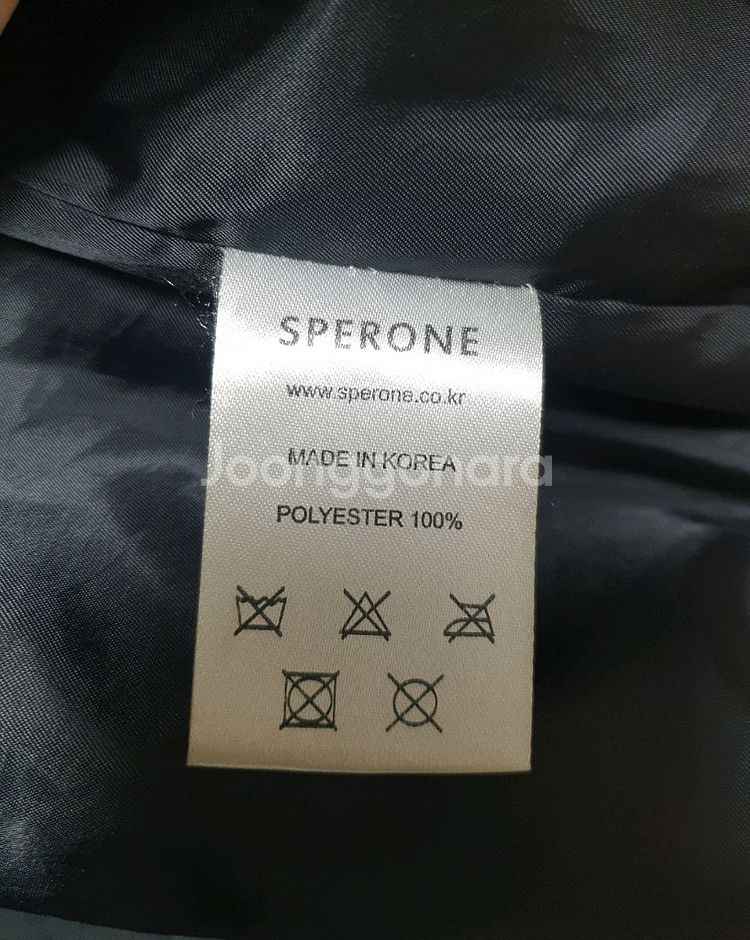 SPERONE
www.sperone.co.kr
MADE IN KOREA
Joonggonara
POLYESTER 100%